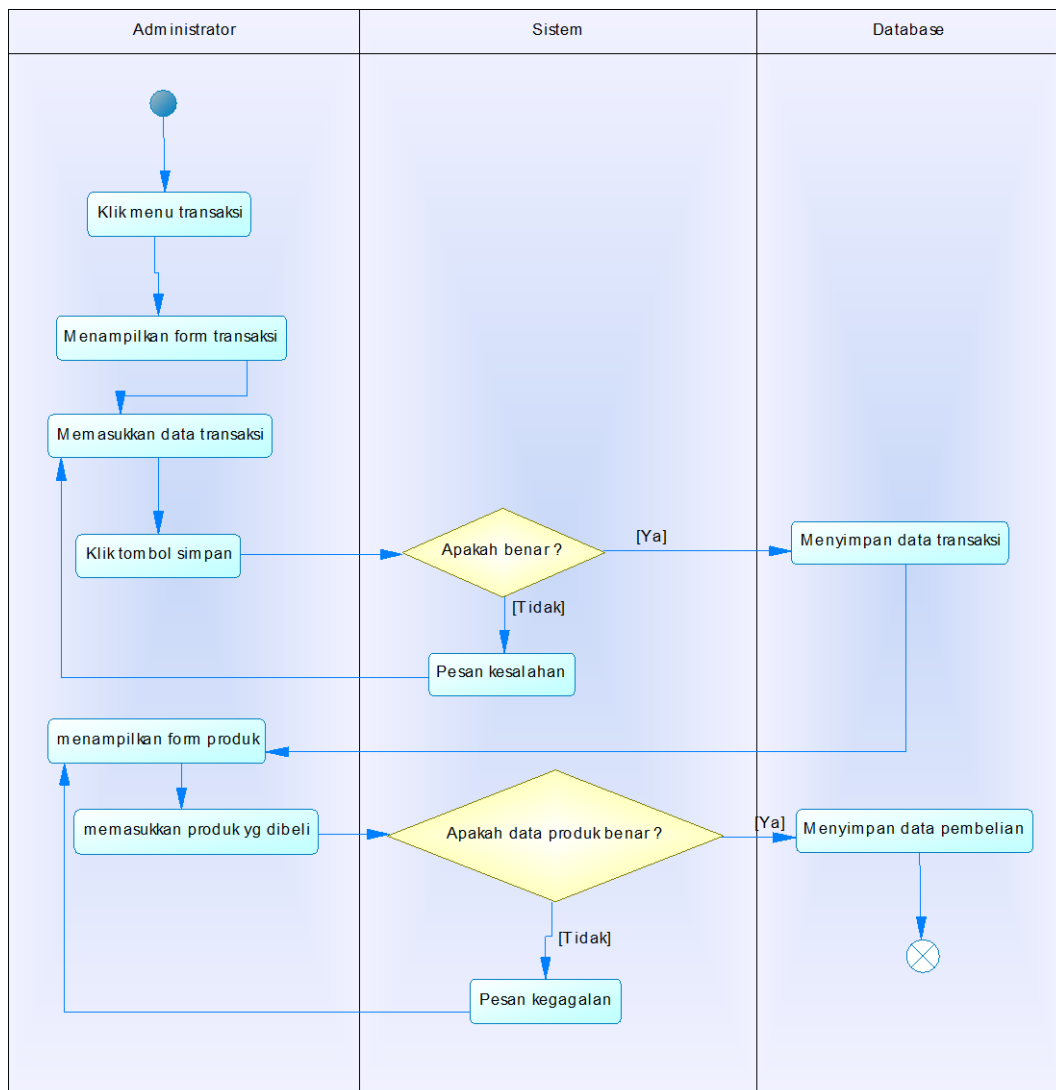 Administrator
Sistem
Database
Klik menu transaksi
Menampilkan form transaksi
Memasukkan data transaksi
Klik tombol simpan
Apakah benar ?
[Ya]
Menyimpan data transaksi
[Tidak]
Pesan kesalahan
menampilkan form produk
memasukkan produk yg dibeli
Apakah data produk benar ?
[Ya]
Menyimpan data pembelian
[Tidak]
Pesan kegagalan